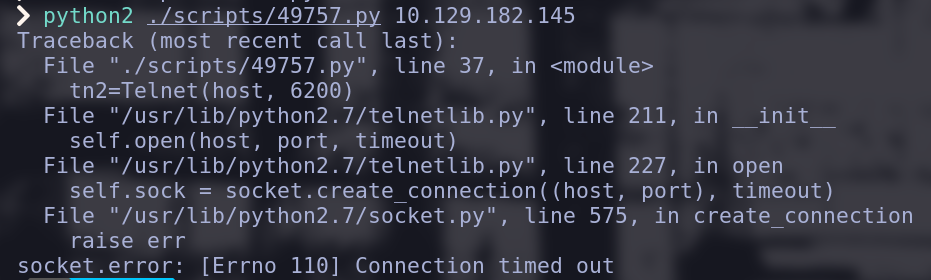 ❯ python2 ./scripts/49757.py 10.129.182.145
Traceback (most recent call last):
  File "./scripts/49757.py", line 37, in <module>
    tn2=Telnet(host, 6200)
  File "/usr/lib/python2.7/telnetlib.py", line 211, in __init__
    self.open(host, port, timeout)
  File "/usr/lib/python2.7/telnetlib.py", line 227, in open
    self.sock = socket.create_connection((host, port), timeout)
  File "/usr/lib/python2.7/socket.py", line 575, in create_connection
    raise err
socket.error: [Errno 110] Connection timed out